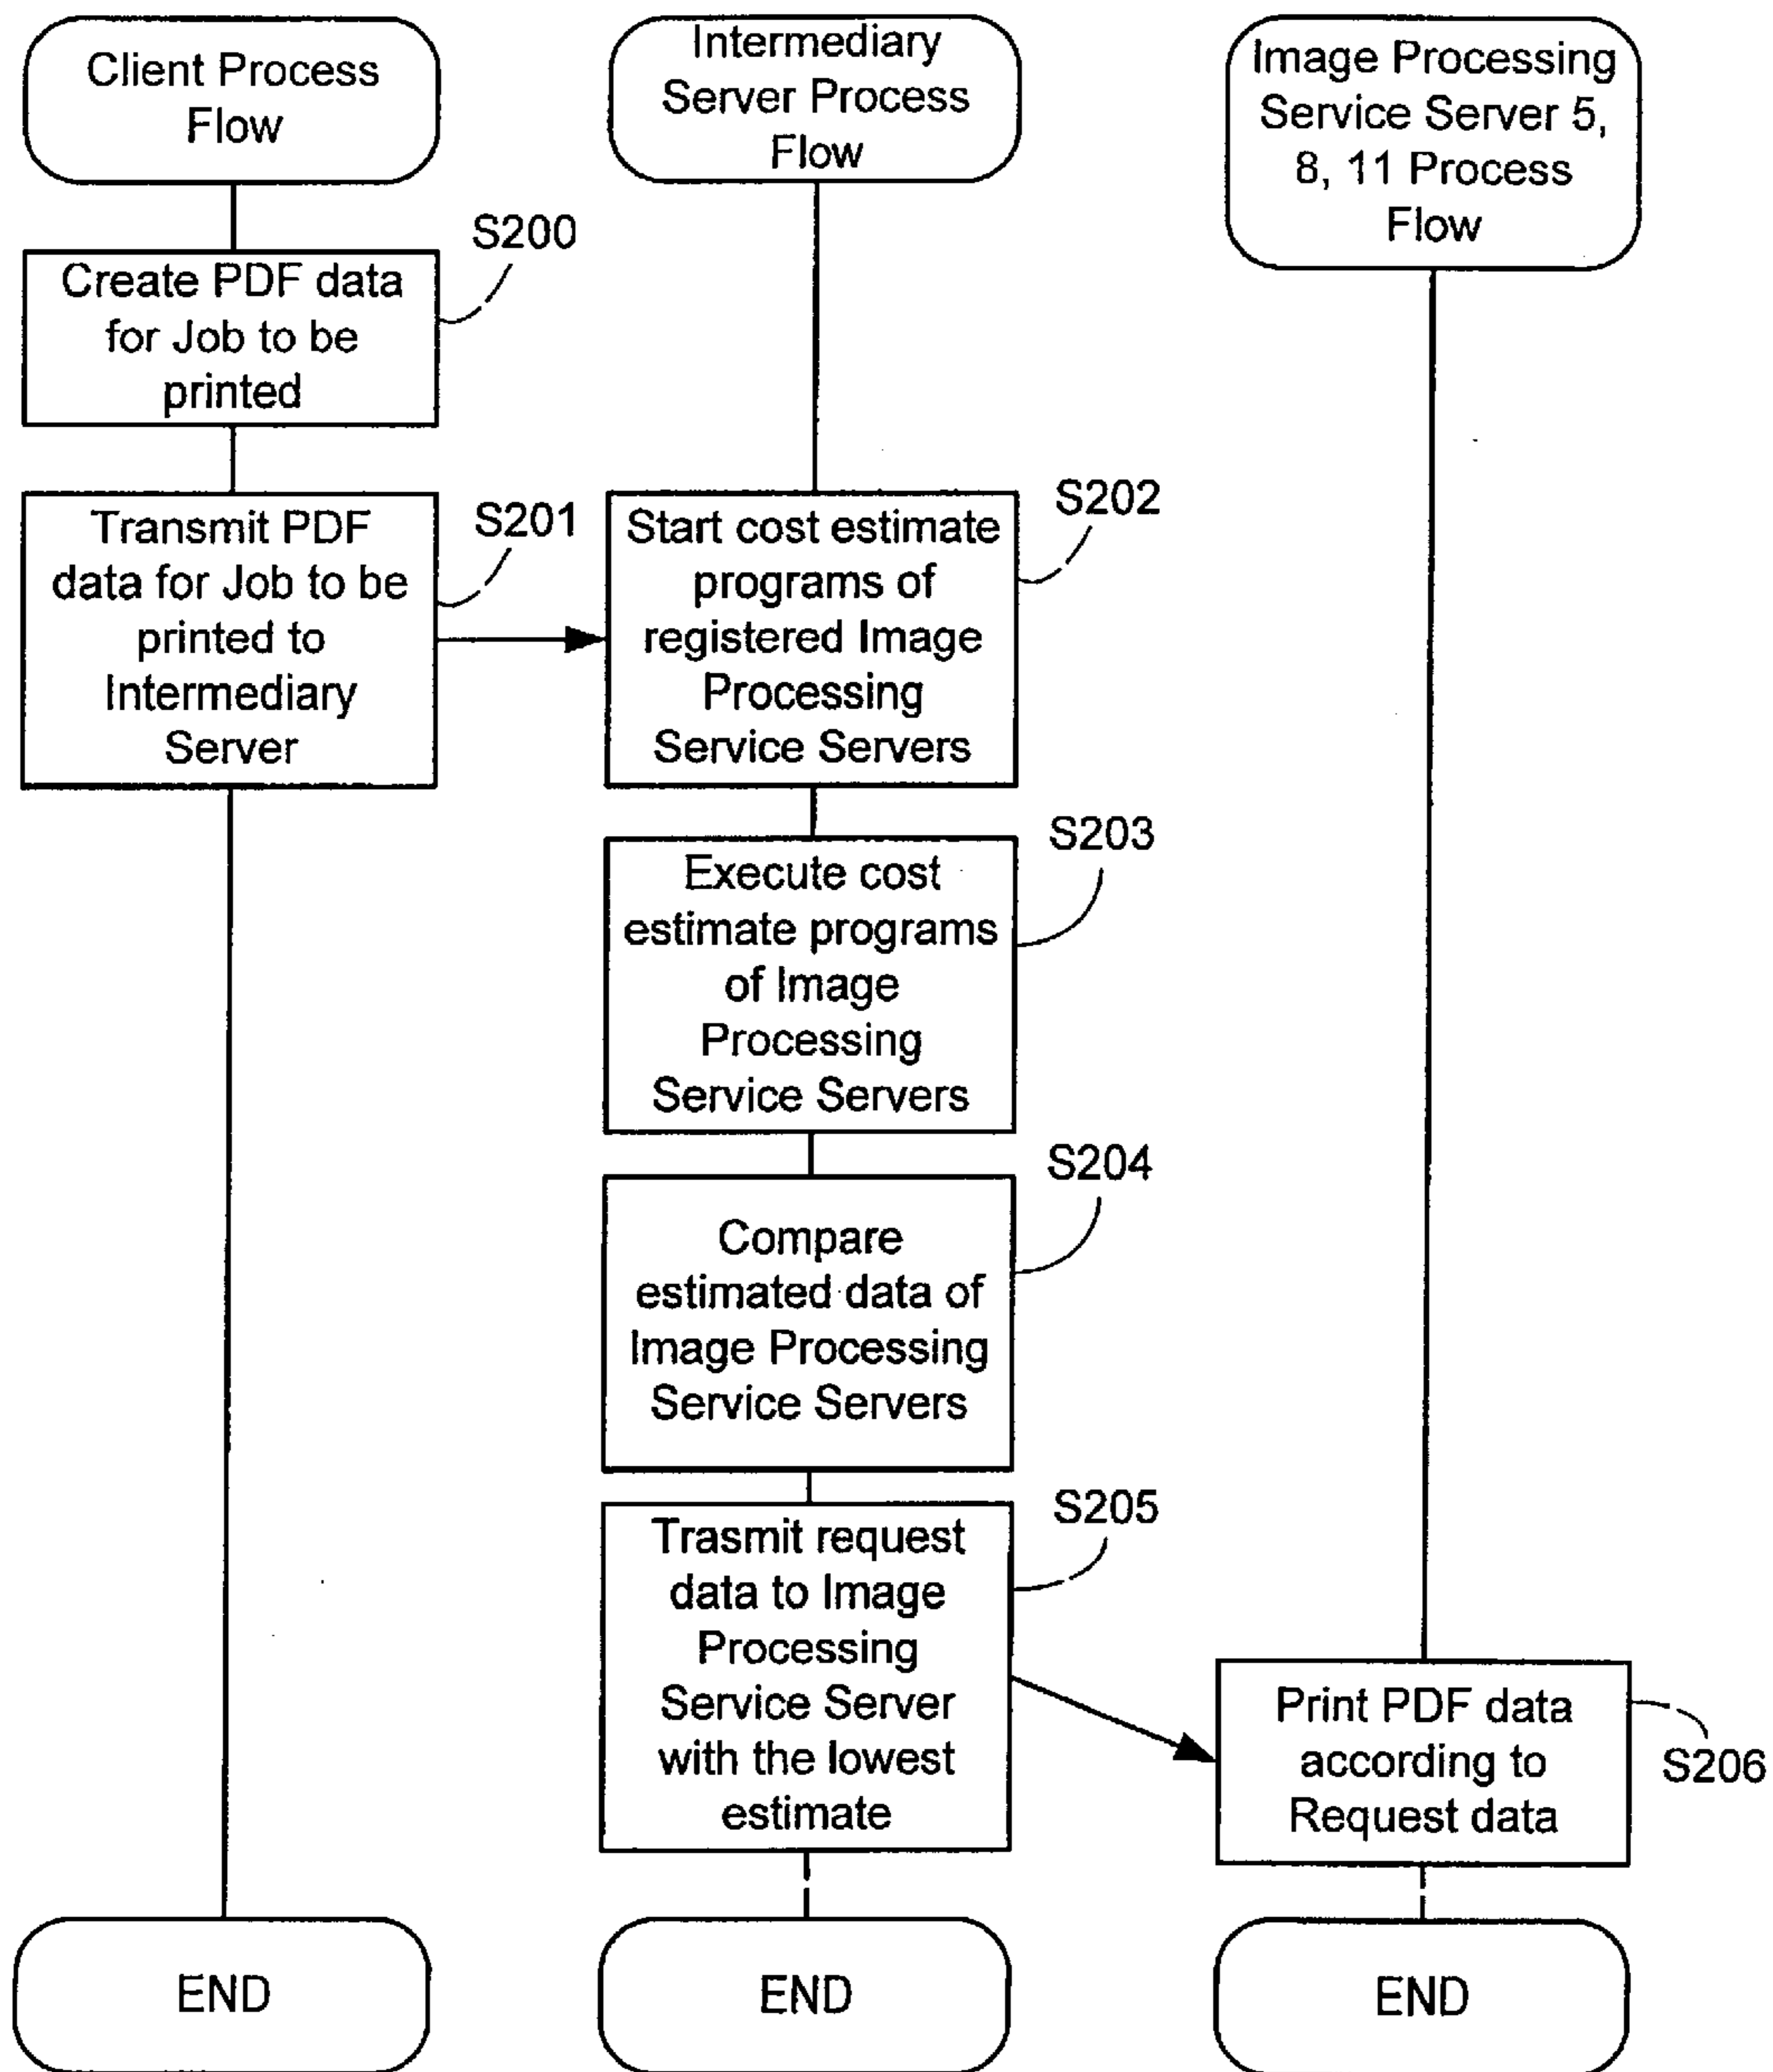 Client Process
Flow
Intermediary
Server Process
Flow
Image Processing
Service Server 5,
8, 11 Process
Flow
S200
Create PDF data
for Job to be
printed
S201
Transmit PDF
data for Job to be
printed to
Intermediary
Server
S202
Start cost estimate
programs of
registered Image
Processing
Service Servers
S203
Execute cost
estimate programs
of Image
Processing
Service Servers
S204
Compare
estimated data of
Image Processing
Service Servers
S205
Trasmit request
data to Image
Processing
Service Server
with the lowest
estimate
Print PDF data
according to
Request data
S206
END
END
END